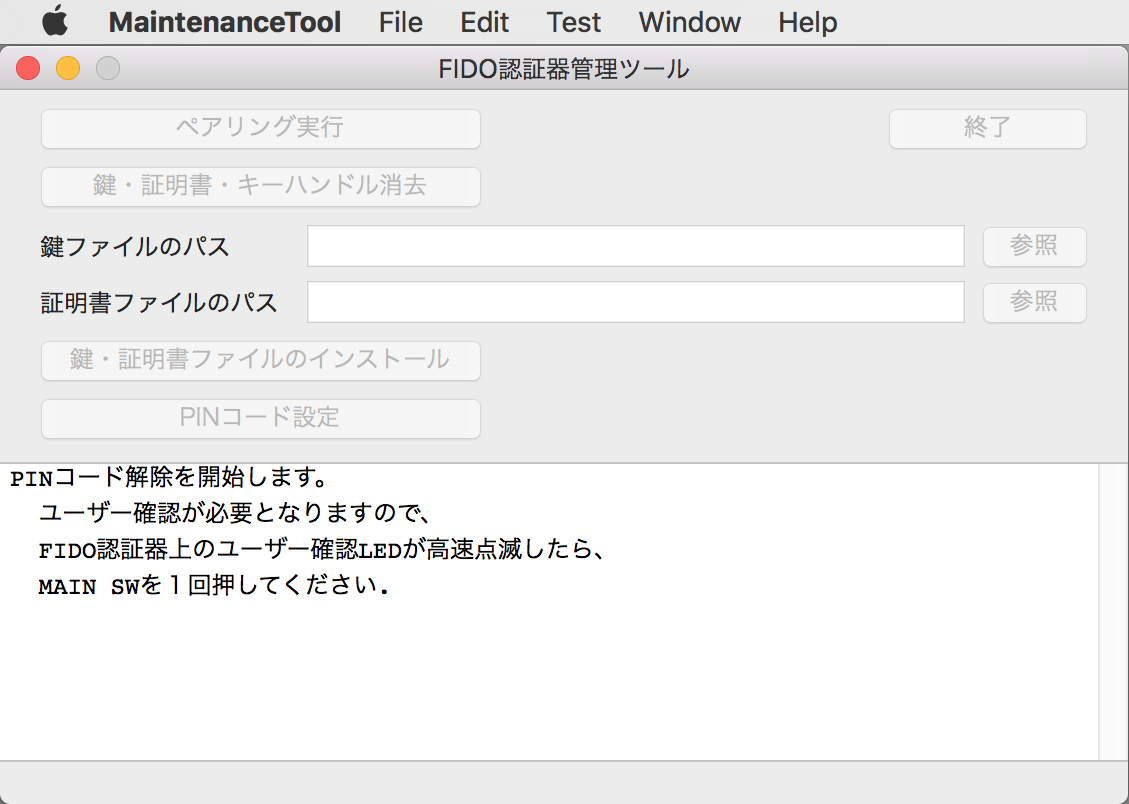 MaintenanceTool File Edit Test Window Help
FIDO認証器管理ツール
ペアリング実行
終了
鍵・証明書・キーハンドル消去
鍵ファイルのパス
参照
証明書ファイルのパス
参照
鍵・証明書ファイルのインストール
PINコード設定
PINコード解除を開始します。
ユーザー確認が必要となりますので、
FIDO認証器上のユーザー確認LEDが高速点滅したら、
MAIN SWを１回押してください．